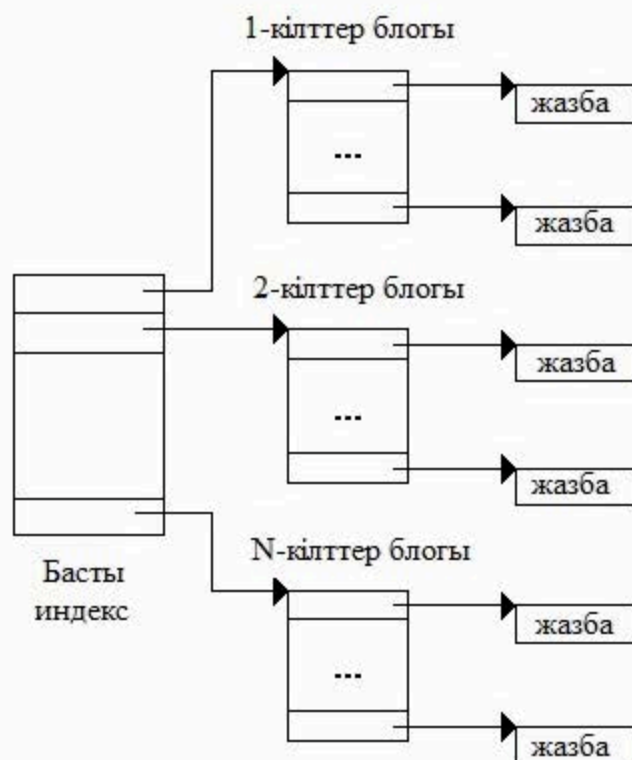 1-кілттер блогы
жазба
...
жазба
2-кілттер блогы
жазба
...
жазба
Басты
индекс
N-кілттер блогы
жазба
...
жазба